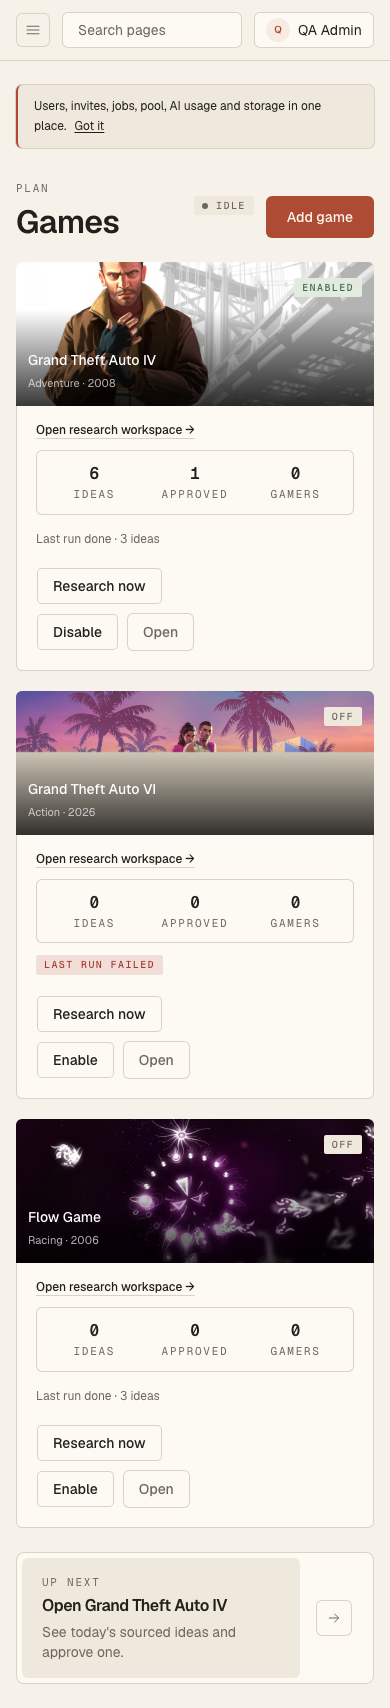 Search pages
Q
QA Admin
Users, invites, jobs, pool, AI usage and storage in one
place. Got it
PLAN
Games
IDLE
Add game
ENABLED
Grand Theft Auto IV
Adventure · 2008
Open research workspace →
6 1 0
IDEAS APPROVED GAMERS
Last run done · 3 ideas
Research now
Disable Open
OFF
Grand Theft Auto VI
Action · 2026
Open research workspace →
0 0 0
IDEAS APPROVED GAMERS
LAST RUN FAILED
Research now
Enable Open
OFF
Flow Game
Racing · 2006
Open research workspace →
0 0 0
IDEAS APPROVED GAMERS
Last run done · 3 ideas
Research now
Enable Open
UP NEXT
Open Grand Theft Auto IV
See today's sourced ideas and
approve one.
→